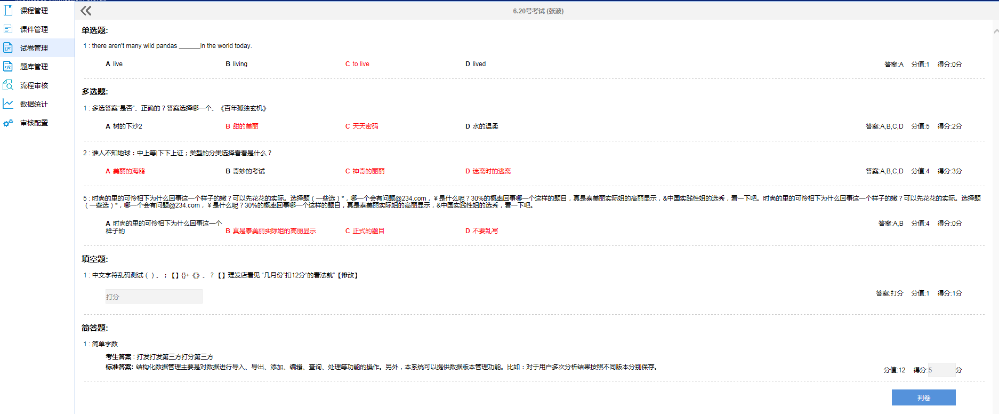 课程管理
课件管理
试卷管理
题库管理
流程审核
数据统计
审核配置
6.20号考试 (张波)
单选题:
1 : there aren't many wild pandas ______in the world today.
A live B living C to live D lived 答案:A 分值:1 得分:0分
多选题:
1 : 多选答案“是否”、正确的？答案选择哪一个、《百年孤独玄机》
A 树的下沙2 B 甜的美丽 C 天天密码 D 水的温柔 答案:A,B,C,D 分值:5 得分:2分
2 : 谁人不知地球：中上等|下下上证；类型的分类选择看看是什么？
A 美丽的海鸥 B 奇妙的考试 C 神奇的丽丽 D 迷离时的逃离 答案:A,B,C,D 分值:4 得分:3分
5 : 时尚的里的可怜相下为什么回事这一个样子的嫩？可以先花花的实际。选择题（一些选）*，哪一个会有问题@234.com，￥是什么呢？30%的概率回事哪一个这样的题目，真是泰美丽实际姐的高丽显示，&中国实践性姐的选秀，看一下吧。时尚的里的可怜相下为什么回事这一个样子的嫩？可以先花花的实际。选择题
（一些选）*，哪一个会有问题@234.com，￥是什么呢？30%的概率回事哪一个这样的题目，真是泰美丽实际姐的高丽显示，&中国实践性姐的选秀，看一下吧。
A 时尚的里的可怜相下为什么回事这一个 答案:A,B 分值:4 得分:0分
样子的 B 真是泰美丽实际姐的高丽显示 C 正式的题目 D 不要乱写
填空题:
1 : 中文字符乱码测试（ ）、；【】{}+《》、？【】理发店看见 “几月份”扣12分“的看法就”【修改】
打分 答案:打分 分值:1 得分:1分
简答题:
1 : 简单字数
考生答案 : 打发打发第三方打分第三方
标准答案: 结构化数据管理主要是对数据进行导入、导出、添加、编辑、查询、处理等功能的操作。另外，本系统可以提供数据版本管理功能。比如：对于用户多次分析结果按照不同版本分别保存。
分值:12 得分:5 分
判卷